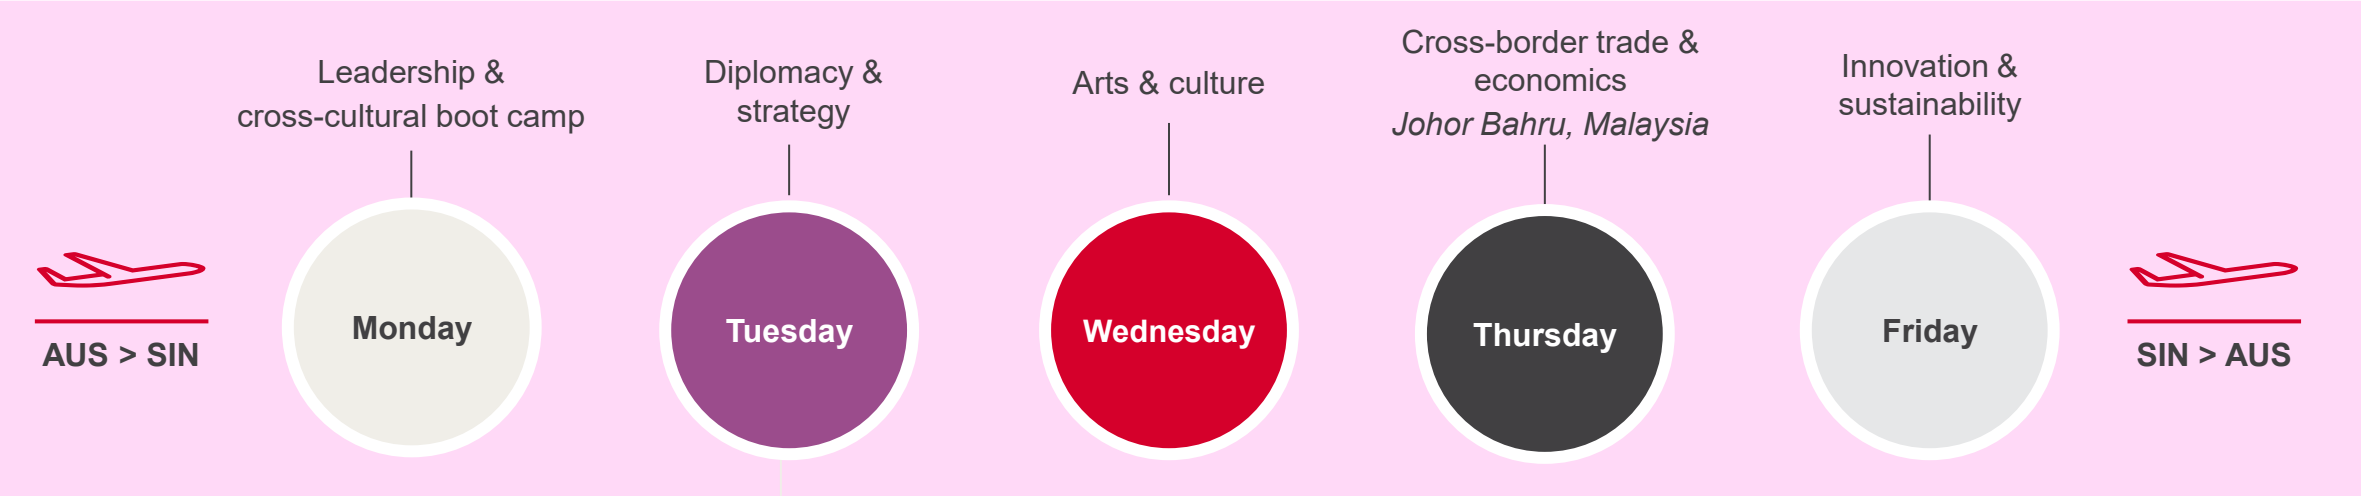 AUS > SIN
Leadership &
cross-cultural boot camp
Monday
Diplomacy &
strategy
Tuesday
Arts & culture
Wednesday
Cross-border trade &
economics
Johor Bahru, Malaysia
Thursday
Innovation &
sustainability
Friday
SIN > AUS